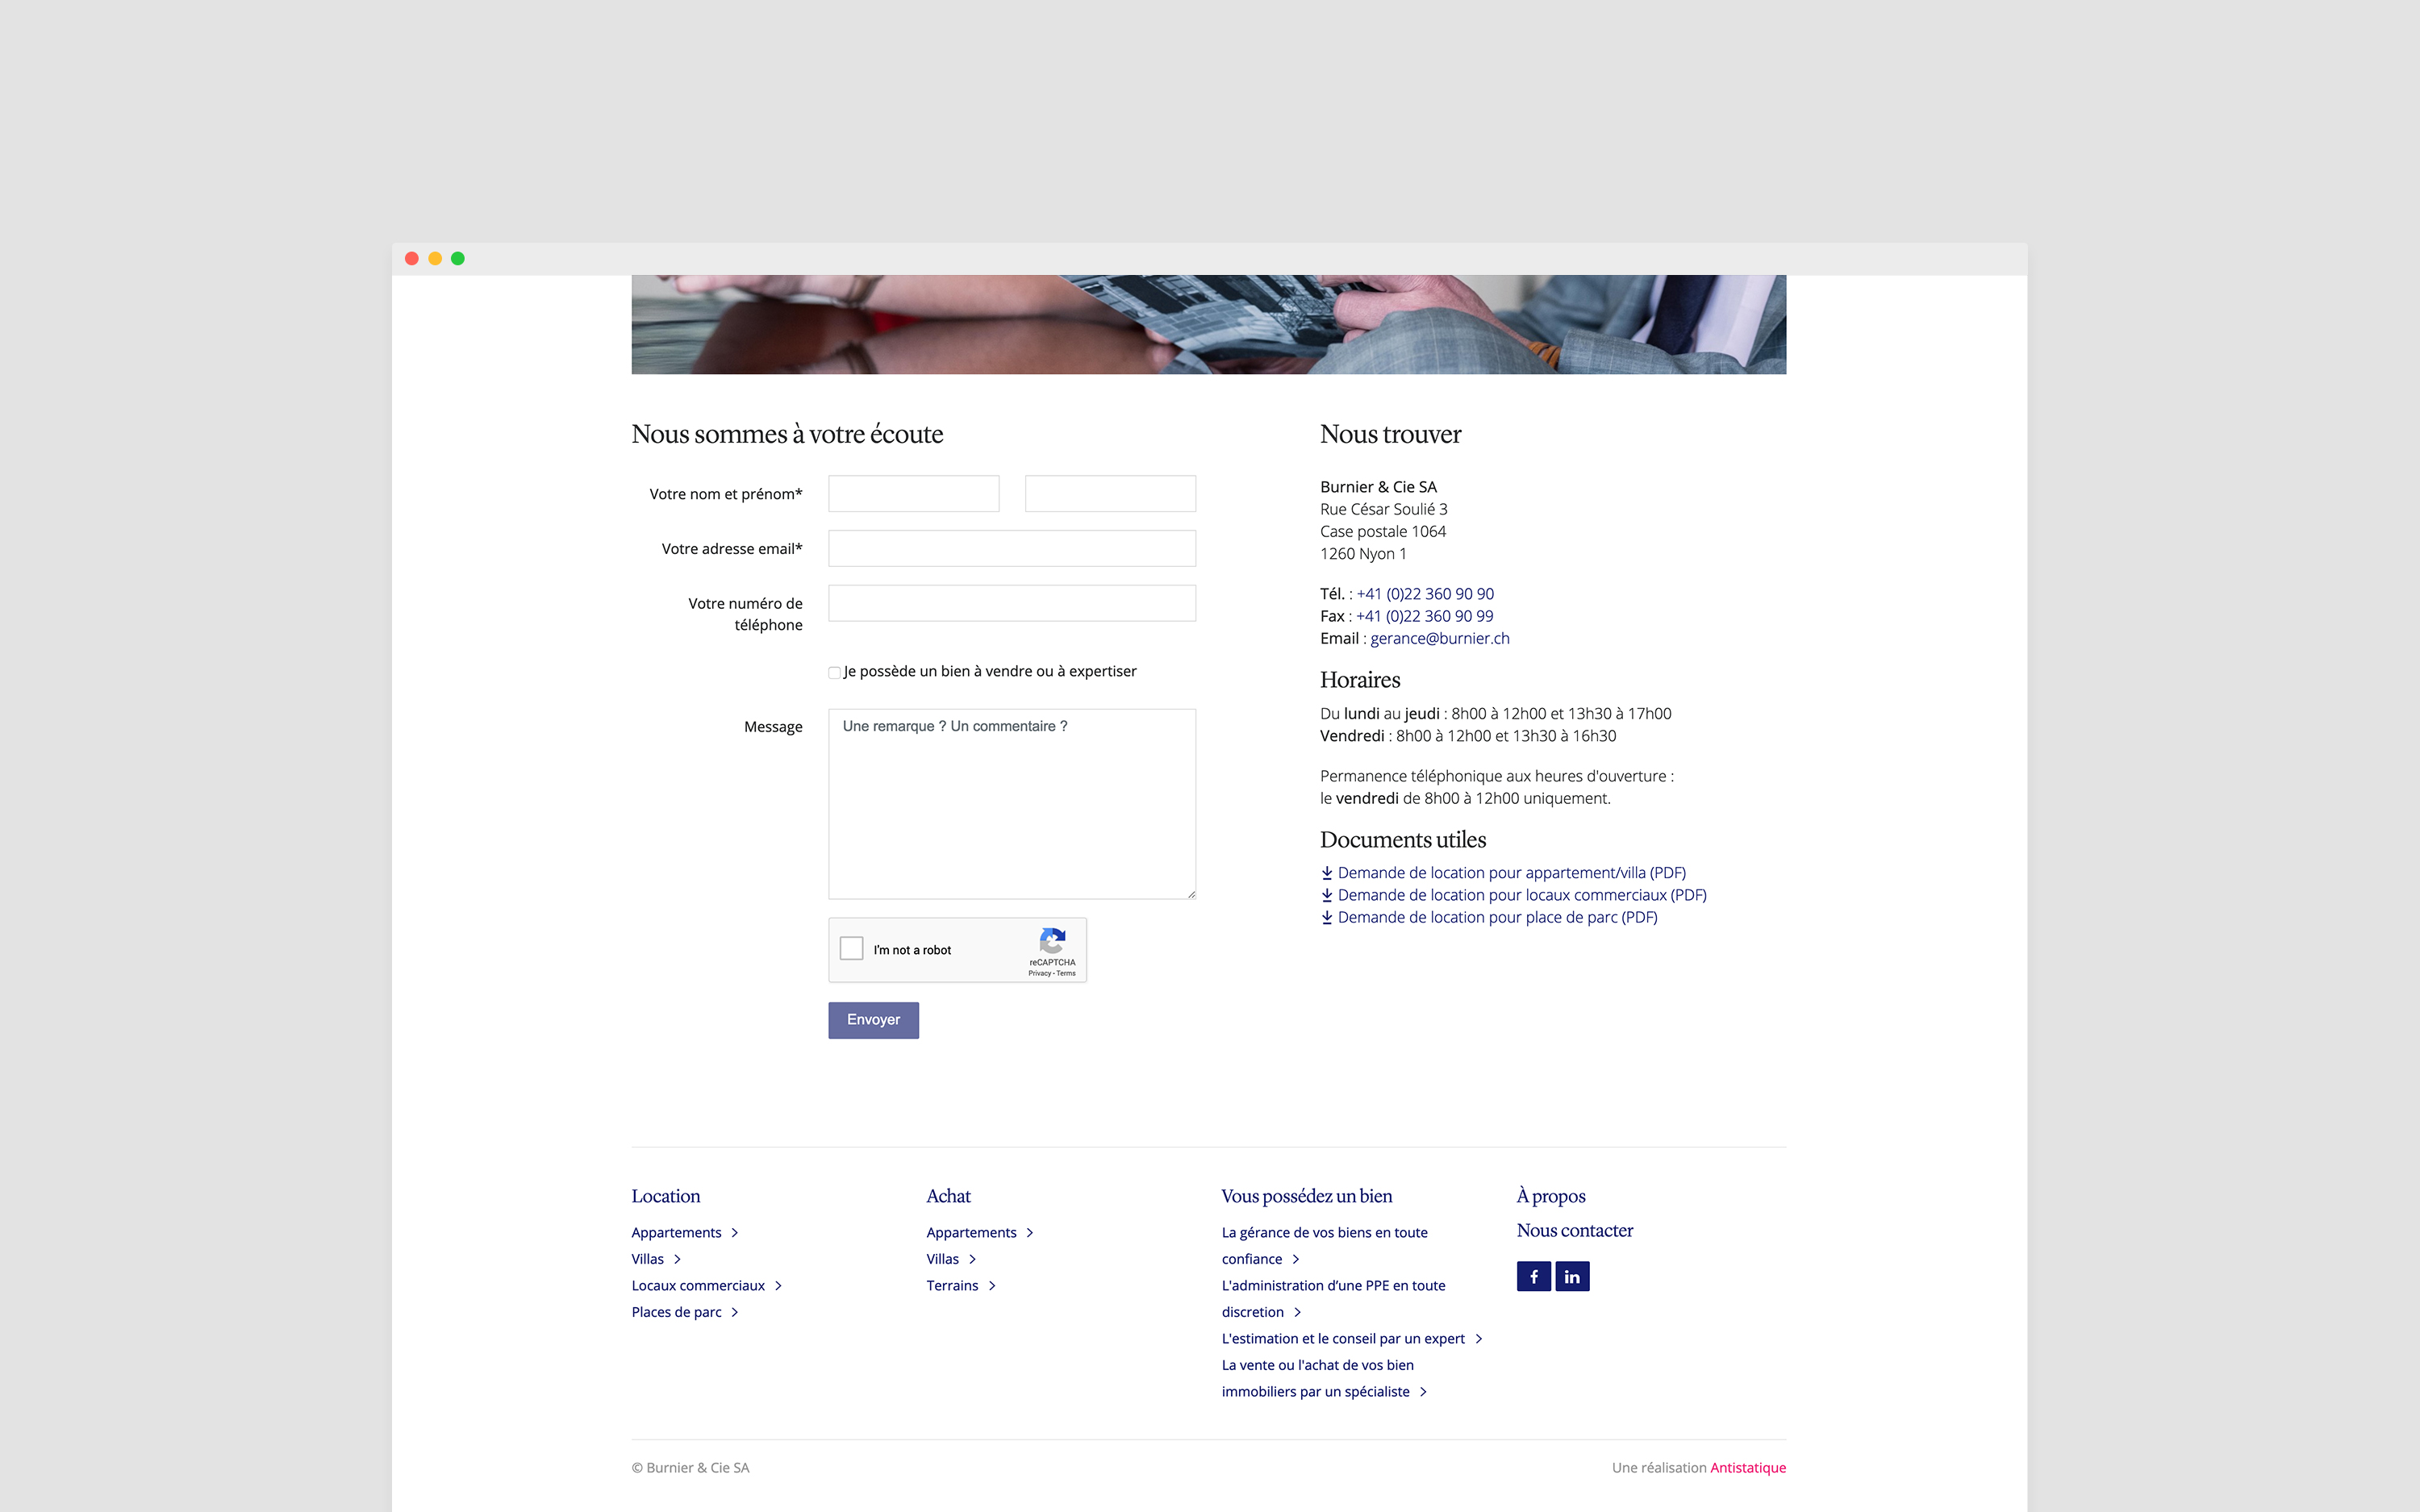 Nous sommes à votre écoute
Votre nom et prénom*
Votre adresse email*
Votre numéro de
téléphone
Je possède un bien à vendre ou à expertiser
Message
Une remarque ? Un commentaire ?
I'm not a robot
reCAPTCHA
Privacy - Terms
Envoyer
Nous trouver
Burnier & Cie SA
Rue César Soulié 3
Case postale 1064
1260 Nyon 1
Tél. : +41 (0)22 360 90 90
Fax : +41 (0)22 360 90 99
Email : gerance@burnier.ch
Horaires
Du lundi au jeudi : 8h00 à 12h00 et 13h30 à 17h00
Vendredi : 8h00 à 12h00 et 13h30 à 16h30
Permanence téléphonique aux heures d'ouverture :
le vendredi de 8h00 à 12h00 uniquement.
Documents utiles
Demande de location pour appartement/villa (PDF)
Demande de location pour locaux commerciaux (PDF)
Demande de location pour place de parc (PDF)
Location
Appartements
Villas
Locaux commerciaux
Places de parc
Achat
Appartements
Villas
Terrains
Vous possédez un bien
La gérance de vos biens en toute
confiance
L'administration d’une PPE en toute
discretion
L'estimation et le conseil par un expert
La vente ou l'achat de vos bien
immobiliers par un spécialiste
À propos
Nous contacter
f in
© Burnier & Cie SA
Une réalisation Antistatique